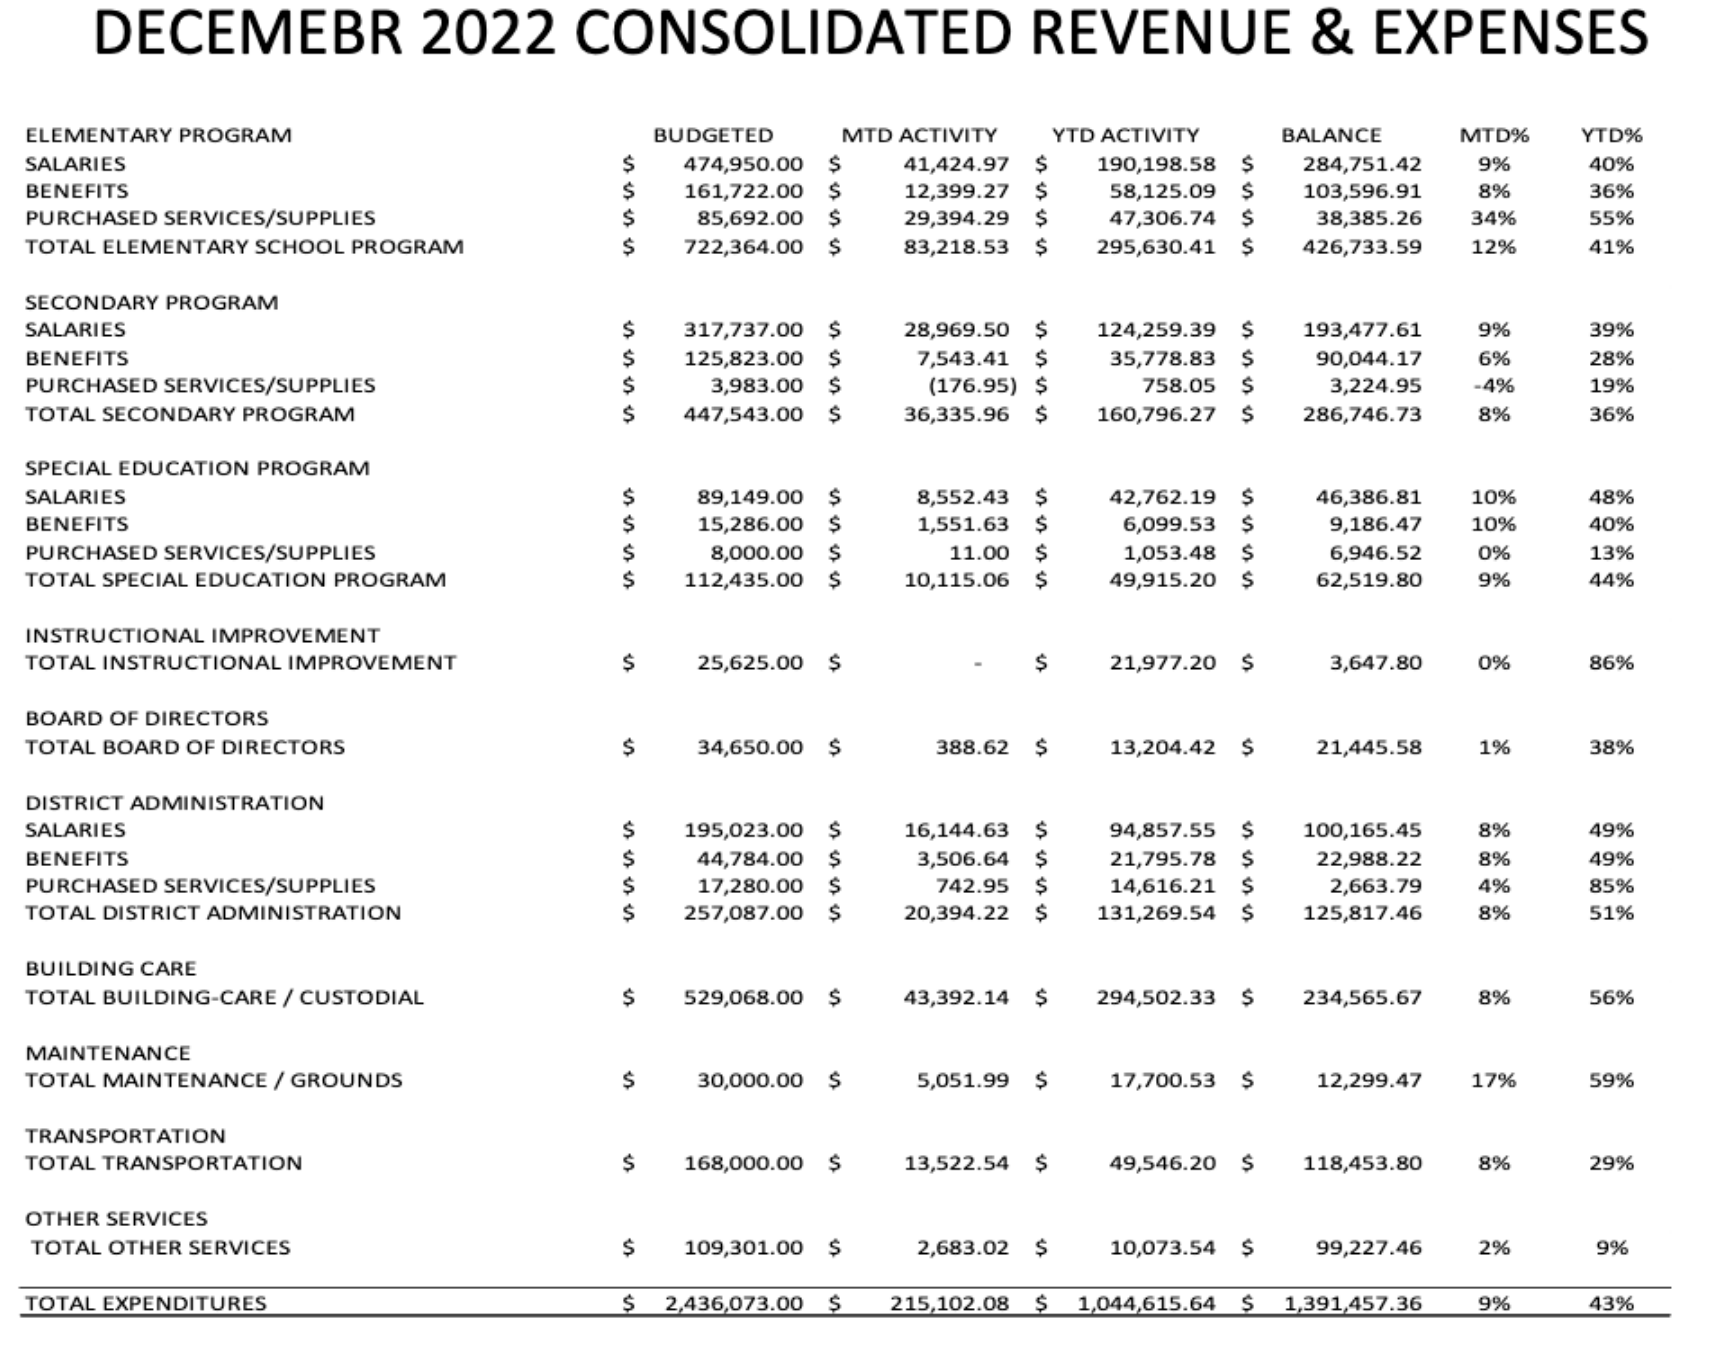 DECEMEBR 2022 CONSOLIDATED REVENUE & EXPENSES
ELEMENTARY PROGRAM BUDGETED MTD ACTIVITY YTD ACTIVITY BALANCE MTD% YTD%
SALARIES $ 474,950.00 $ 41,424.97 $ 190,198.58 $ 284,751.42 9% 40%
BENEFITS $ 161,722.00 $ 12,399.27 $ 58,125.09 $ 103,596.91 8% 36%
PURCHASED SERVICES/SUPPLIES $ 85,692.00 $ 29,394.29 $ 47,306.74 $ 38,385.26 34% 55%
TOTAL ELEMENTARY SCHOOL PROGRAM $ 722,364.00 $ 83,218.53 $ 295,630.41 $ 426,733.59 12% 41%
SECONDARY PROGRAM
SALARIES $ 317,737.00 $ 28,969.50 $ 124,259.39 $ 193,477.61 9% 39%
BENEFITS $ 125,823.00 $ 7,543.41 $ 35,778.83 $ 90,044.17 6% 28%
PURCHASED SERVICES/SUPPLIES $ 3,983.00 $ (176.95) $ 758.05 $ 3,224.95 -4% 19%
TOTAL SECONDARY PROGRAM $ 447,543.00 $ 36,335.96 $ 160,796.27 $ 286,746.73 8% 36%
SPECIAL EDUCATION PROGRAM
SALARIES $ 89,149.00 $ 8,552.43 $ 42,762.19 $ 46,386.81 10% 48%
BENEFITS $ 15,286.00 $ 1,551.63 $ 6,099.53 $ 9,186.47 10% 40%
PURCHASED SERVICES/SUPPLIES $ 8,000.00 $ 11.00 $ 1,053.48 $ 6,946.52 0% 13%
TOTAL SPECIAL EDUCATION PROGRAM $ 112,435.00 $ 10,115.06 $ 49,915.20 $ 62,519.80 9% 44%
INSTRUCTIONAL IMPROVEMENT
TOTAL INSTRUCTIONAL IMPROVEMENT $ 25,625.00 $ - $ 21,977.20 $ 3,647.80 0% 86%
BOARD OF DIRECTORS
TOTAL BOARD OF DIRECTORS $ 34,650.00 $ 388.62 $ 13,204.42 $ 21,445.58 1% 38%
DISTRICT ADMINISTRATION
SALARIES $ 195,023.00 $ 16,144.63 $ 94,857.55 $ 100,165.45 8% 49%
BENEFITS $ 44,784.00 $ 3,506.64 $ 21,795.78 $ 22,988.22 8% 49%
PURCHASED SERVICES/SUPPLIES $ 17,280.00 $ 742.95 $ 14,616.21 $ 2,663.79 4% 85%
TOTAL DISTRICT ADMINISTRATION $ 257,087.00 $ 20,394.22 $ 131,269.54 $ 125,817.46 8% 51%
BUILDING CARE
TOTAL BUILDING-CARE / CUSTODIAL $ 529,068.00 $ 43,392.14 $ 294,502.33 $ 234,565.67 8% 56%
MAINTENANCE
TOTAL MAINTENANCE / GROUNDS $ 30,000.00 $ 5,051.99 $ 17,700.53 $ 12,299.47 17% 59%
TRANSPORTATION
TOTAL TRANSPORTATION $ 168,000.00 $ 13,522.54 $ 49,546.20 $ 118,453.80 8% 29%
OTHER SERVICES
TOTAL OTHER SERVICES $ 109,301.00 $ 2,683.02 $ 10,073.54 $ 99,227.46 2% 9%
TOTAL EXPENDITURES $ 2,436,073.00 $ 215,102.08 $ 1,044,615.64 $ 1,391,457.36 9% 43%